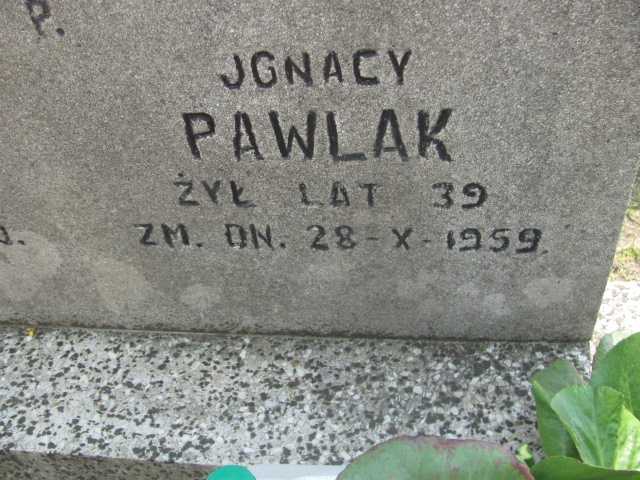 P.
JGNACY
PAWLAK
ŻYŁ LAT 39
ZM. DN. 28-X-1959.